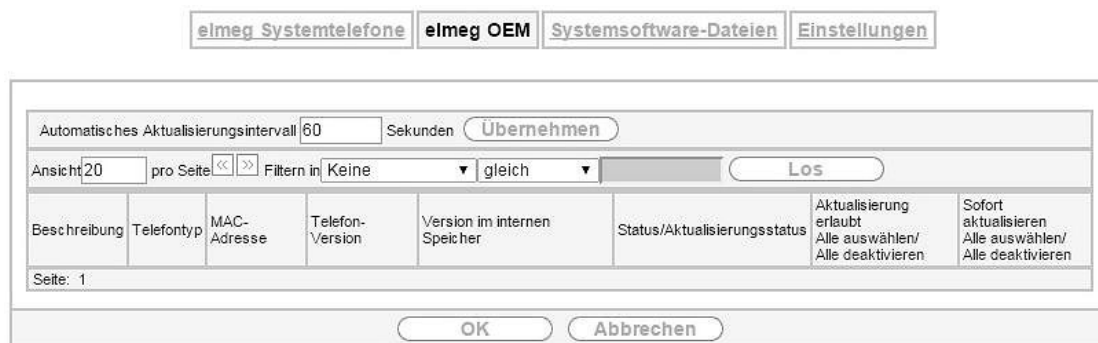 elmeg Systemtelefone elmeg OEM Systemsoftware-Dateien Einstellungen
Automatisches Aktualisierungsintervall 60 Sekunden Übernehmen
Ansicht 20 pro Seite << >> Filtern in Keine gleich Los
Beschreibung Telefontyp MAC-Adresse Telefon-Version Version im internen Speicher Status/Aktualisierungsstatus Aktualisierung erlaubt Alle auswählen/ Alle deaktivieren Sofort aktualisieren Alle auswählen/ Alle deaktivieren
Seite: 1
OK Abbrechen